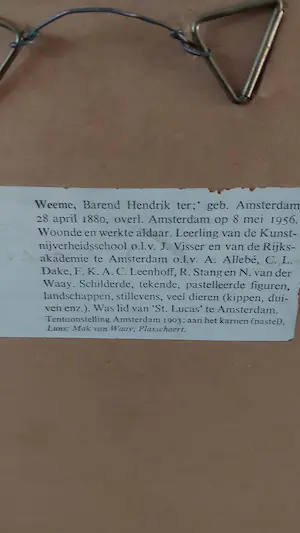 Weeme, Barend Hendrik ter;* geb. Amsterdam
28 april 1880, overl. Amsterdam op 8 mei 1956.
Woonde en werkte aldaar. Leerling van de Kunst-
nijverheidsschool o.l.v. J. Visser en van de Rijks-
akademie te Amsterdam o.l.v. A. Allebé, C. L.
Dake, F. K. A. C. Leenhoff, R. Stang en N. van der
Waay. Schilderde, tekende, pastelleerde figuren,
landschappen, stillevens, veel dieren (kippen, dui-
ven enz.). Was lid van 'St. Lucas' te Amsterdam.
Tentoonstelling Amsterdam 1903: aan het karnen (pastel).
Luns; Mak van Waay; Plasschaert.